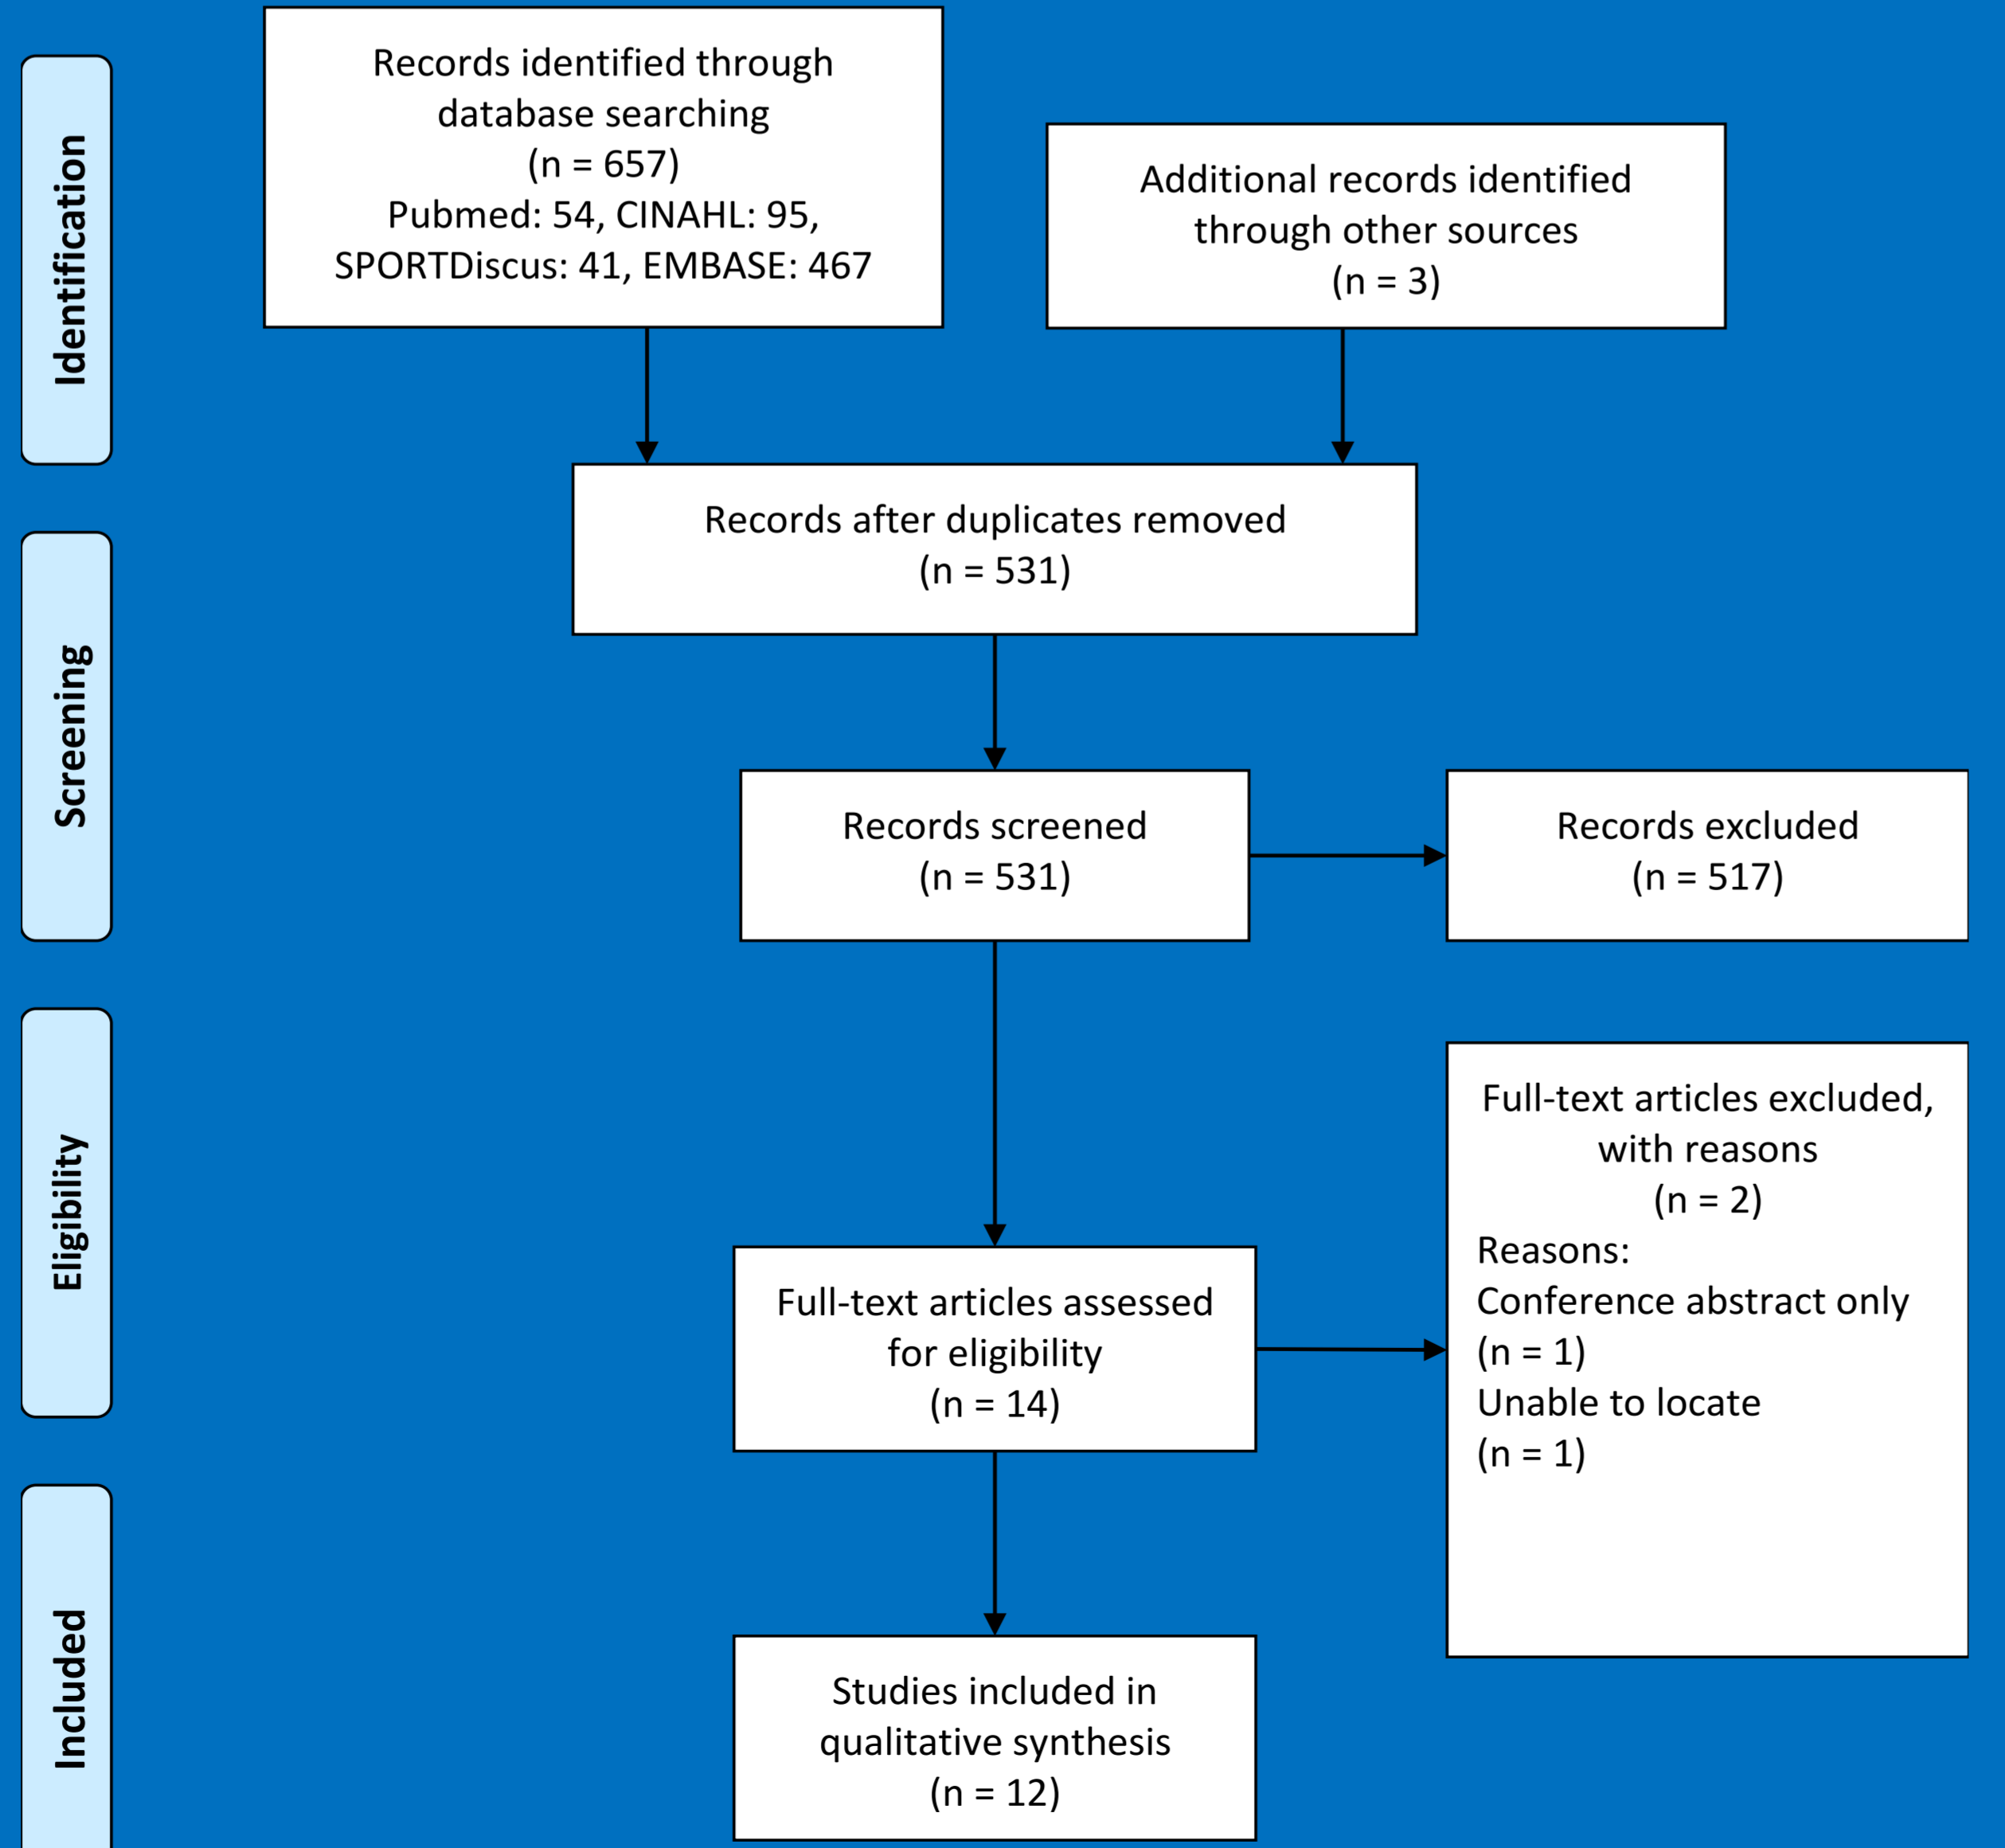 Identification
Records identified through
database searching
(n = 657)
Pubmed: 54, CINAHL: 95,
SPORTDiscus: 41, EMBASE: 467
Additional records identified
through other sources
(n = 3)
Records after duplicates removed
(n = 531)
Screening
Records screened
(n = 531)
Records excluded
(n = 517)
Eligibility
Full-text articles assessed
for eligibility
(n = 14)
Full-text articles excluded,
with reasons
(n = 2)
Reasons:
Conference abstract only
(n = 1)
Unable to locate
(n = 1)
Included
Studies included in
qualitative synthesis
(n = 12)